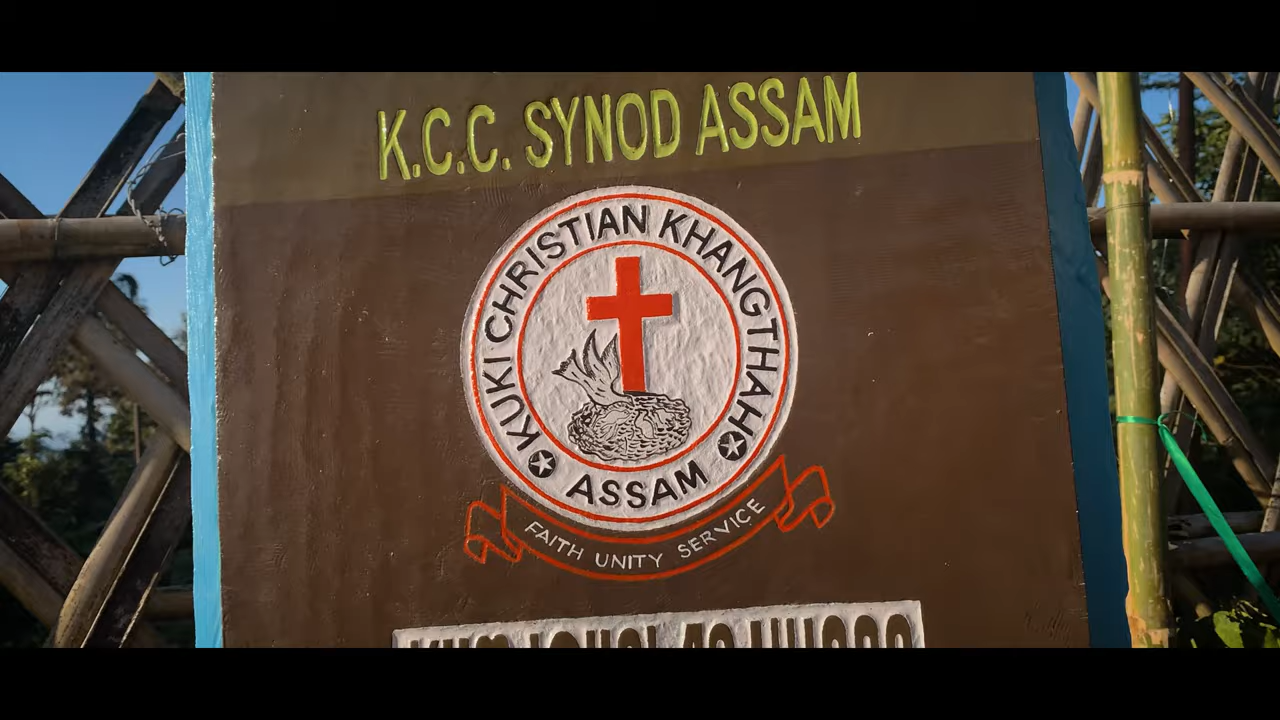 K.C.C. SYNOD ASSAM
KUKI CHRISTIAN KHANGTHAH
ASSAM
FAITH UNITY SERVICE